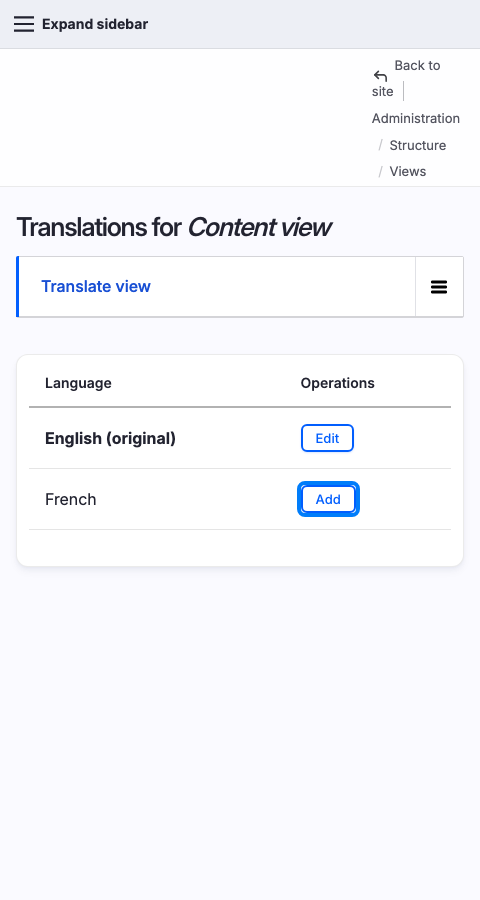 Expand sidebar
Back to
site
Administration
/ Structure
/ Views
Translations for Content view
Translate view
Language Operations
English (original) Edit
French Add